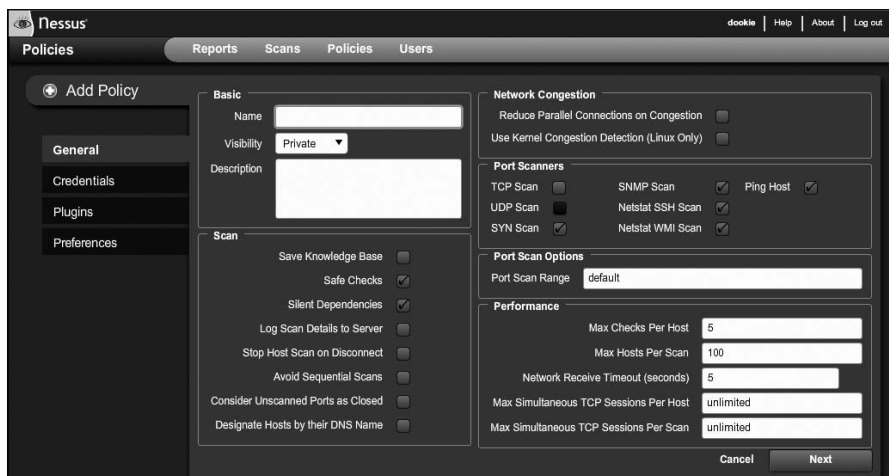 Nessus
dookie | Help | About | Log out
Policies
Reports Scans Policies Users
Add Policy
General
Credentials
Plugins
Preferences
Basic
Name
Visibility Private
Description
Scan
Save Knowledge Base
Safe Checks
Silent Dependencies
Log Scan Details to Server
Stop Host Scan on Disconnect
Avoid Sequential Scans
Consider Unscanned Ports as Closed
Designate Hosts by their DNS Name
Network Congestion
Reduce Parallel Connections on Congestion
Use Kernel Congestion Detection (Linux Only)
Port Scanners
TCP Scan SNMP Scan Ping Host
UDP Scan Netstat SSH Scan
SYN Scan Netstat WMI Scan
Port Scan Options
Port Scan Range default
Performance
Max Checks Per Host 5
Max Hosts Per Scan 100
Network Receive Timeout (seconds) 5
Max Simultaneous TCP Sessions Per Host unlimited
Max Simultaneous TCP Sessions Per Scan unlimited
Cancel Next